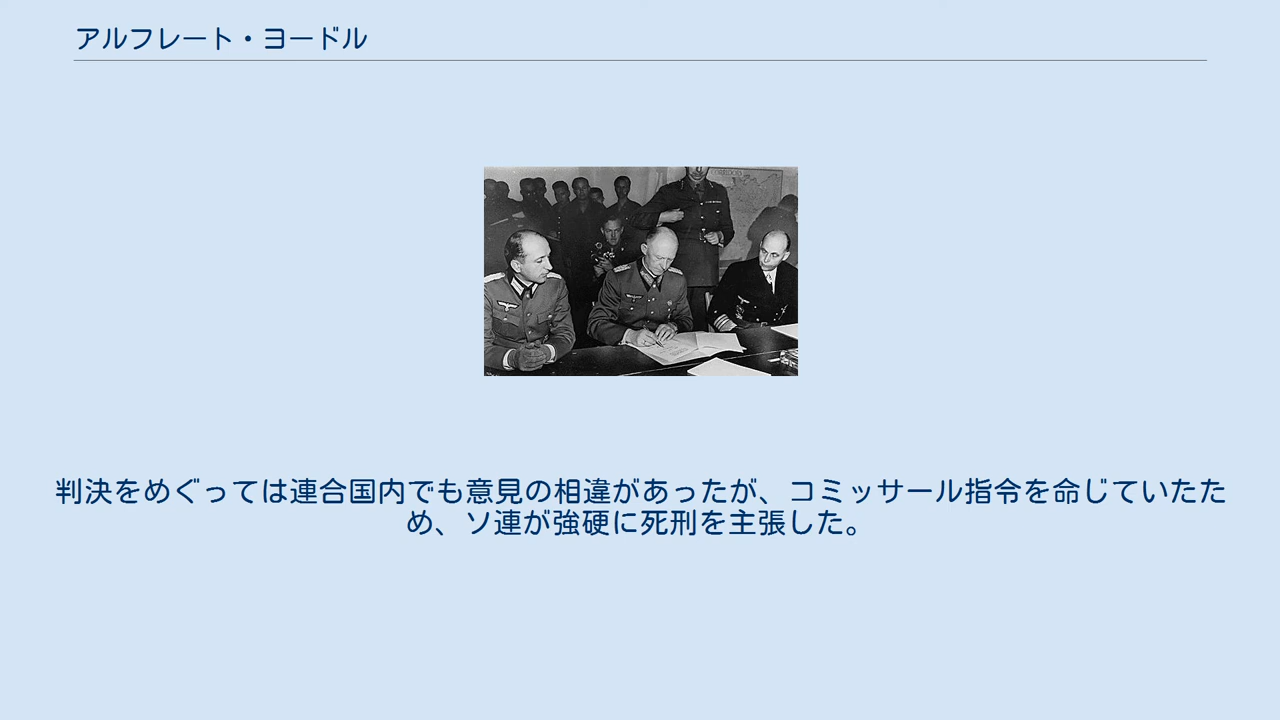 アルフレート・ヨードル
判決をめぐっては連合国内でも意見の相違があったが、コミッサール指令を命じていたた
め、ソ連が強硬に死刑を主張した。